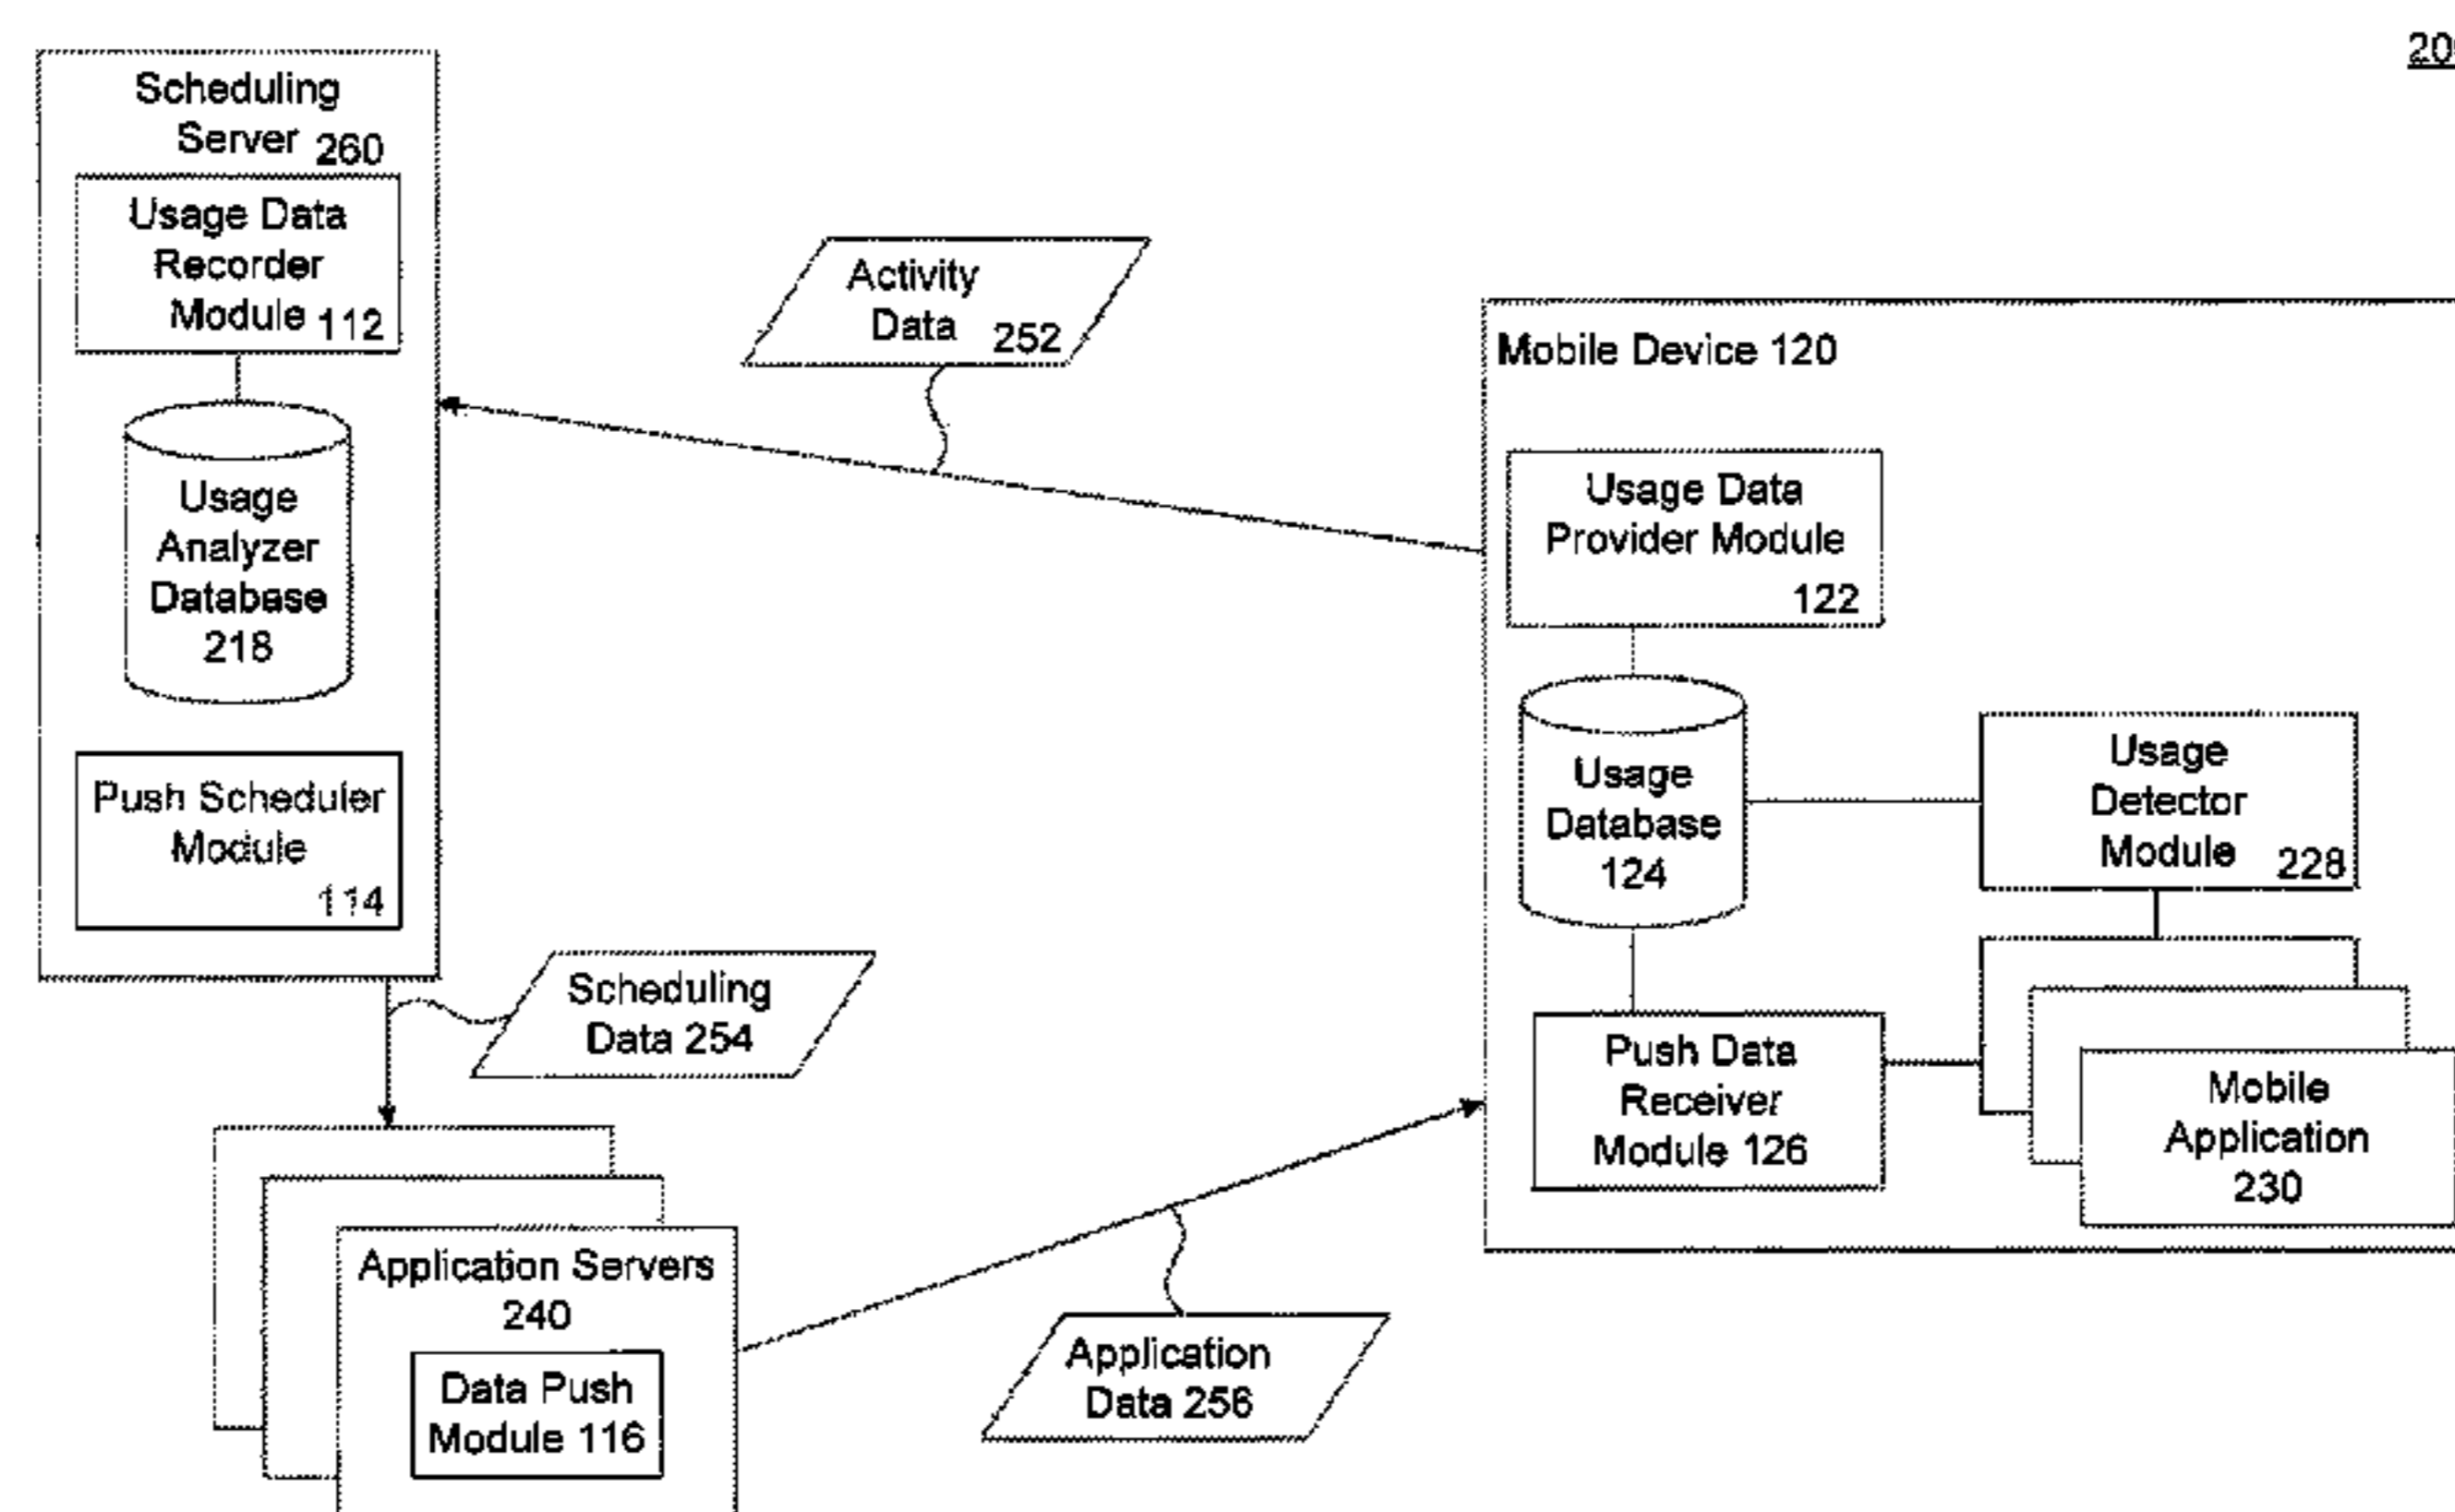 Scheduling
Server 260
Usage Data
Recorder
Module 112
Usage
Analyzer
Database
218
Push Scheduler
Module
114
Activity
Data 252
Scheduling
Data 254
Application Servers
240
Data Push
Module 116
Application
Data 256
Mobile Device 120
Usage Data
Provider Module
122
Usage
Database
124
Usage
Detector
Module 228
Push Data
Receiver
Module 126
Mobile
Application
230